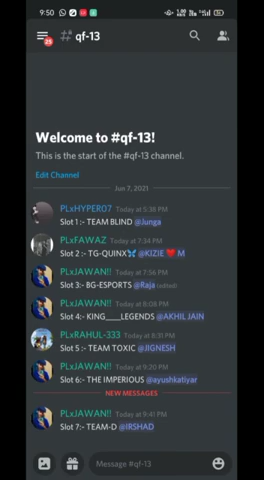 9:50
25
qf-13
Welcome to #qf-13!
This is the start of the #qf-13 channel.
Edit Channel
Jun 7, 2021
PLxHYPER07 Today at 5:38 PM
Slot 1 :- TEAM BLIND @Junga
PLxFAWAZ Today at 7:34 PM
Slot 2 :- TG-QUINX🦋 @KIZIE ❤️ M
PLxJAWAN!! Today at 7:56 PM
Slot 3:- BG-ESPORTS @Raja (edited)
PLxJAWAN!! Today at 8:08 PM
Slot 4:- KING___LEGENDS @AKHIL JAIN
PLxRAHUL-333 Today at 8:31 PM
Slot 5 :- TEAM TOXIC @JIGNESH
PLxJAWAN!! Today at 9:20 PM
Slot 6:- THE IMPERIOUS @ayushkatiyar
NEW MESSAGES
PLxJAWAN!! Today at 9:41 PM
Slot 7:- TEAM-D @IRSHAD
Message #qf-13